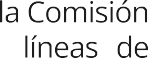 la Comisión
líneas de